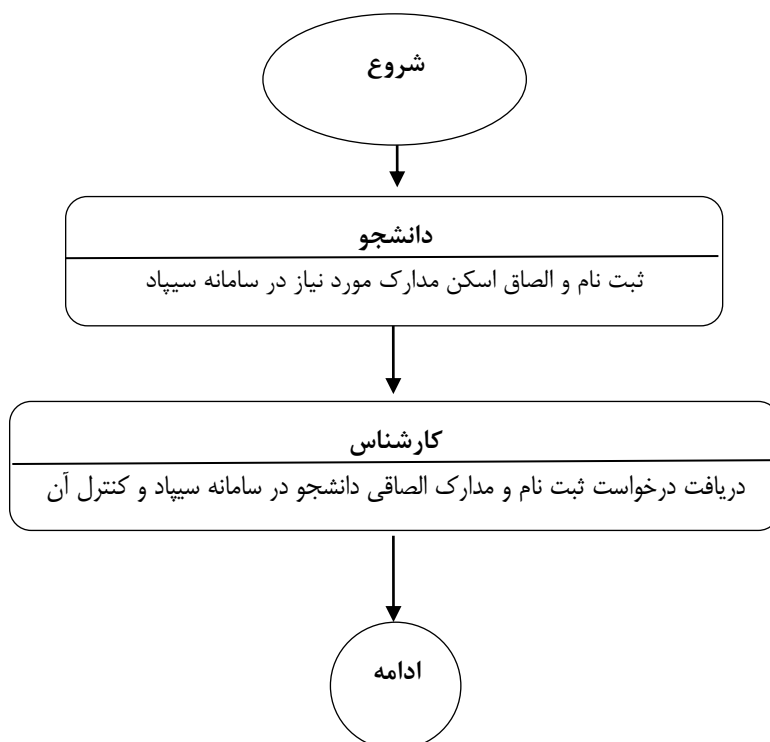 شروع
دانشجو
ثبت نام و الصاق اسکن مدارک مورد نیاز در سامانه سیپاد
کارشناس
دریافت درخواست ثبت نام و مدارک الصاقی دانشجو در سامانه سیپاد و کنترل آن
ادامه